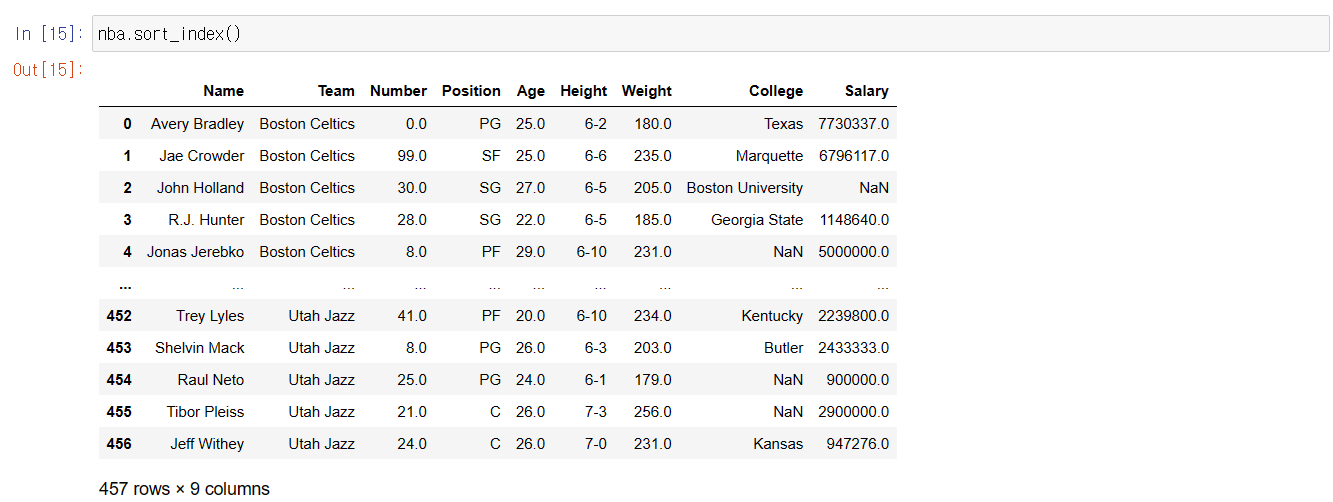 In [15]: nba.sort_index()
Out[15]:
Name Team Number Position Age Height Weight College Salary
0 Avery Bradley Boston Celtics 0.0 PG 25.0 6-2 180.0 Texas 7730337.0
1 Jae Crowder Boston Celtics 99.0 SF 25.0 6-6 235.0 Marquette 6796117.0
2 John Holland Boston Celtics 30.0 SG 27.0 6-5 205.0 Boston University NaN
3 R.J. Hunter Boston Celtics 28.0 SG 22.0 6-5 185.0 Georgia State 1148640.0
4 Jonas Jerebko Boston Celtics 8.0 PF 29.0 6-10 231.0 NaN 5000000.0
... ... ... ... ... ... ... ... ... ...
452 Trey Lyles Utah Jazz 41.0 PF 20.0 6-10 234.0 Kentucky 2239800.0
453 Shelvin Mack Utah Jazz 8.0 PG 26.0 6-3 203.0 Butler 2433333.0
454 Raul Neto Utah Jazz 25.0 PG 24.0 6-1 179.0 NaN 900000.0
455 Tibor Pleiss Utah Jazz 21.0 C 26.0 7-3 256.0 NaN 2900000.0
456 Jeff Withey Utah Jazz 24.0 C 26.0 7-0 231.0 Kansas 947276.0
457 rows × 9 columns